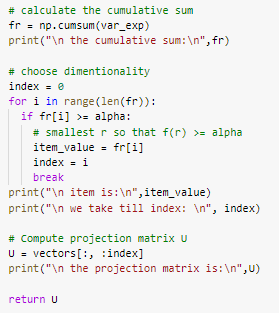 # calculate the cumulative sum
fr = np.cumsum(var_exp)
print("\n the cumulative sum:\n",fr)
# choose dimentionality
index = 0
for i in range(len(fr)):
if fr[i] >= alpha:
# smallest r so that f(r) >= alpha
item_value = fr[i]
index = i
break
print("\n item is:\n",item_value)
print("\n we take till index: \n", index)
# Compute projection matrix U
U = vectors[:, :index]
print("\n the projection matrix is:\n",U)
return U